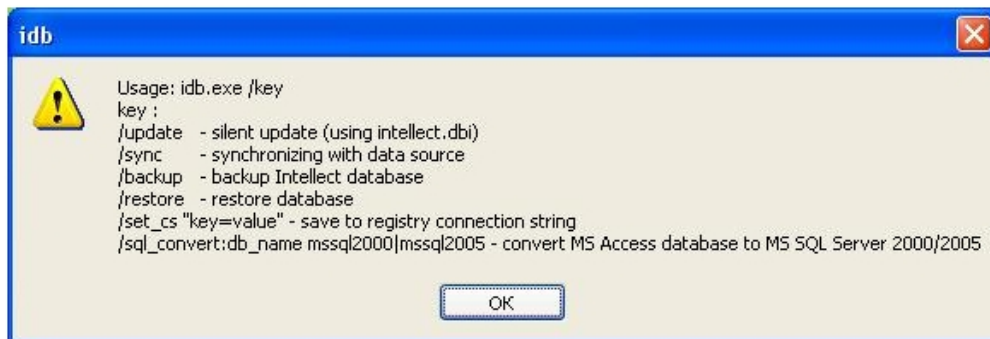 idb
Usage: idb.exe /key
key :
/update - silent update (using intellect.dbi)
/sync - synchronizing with data source
/backup - backup Intellect database
/restore - restore database
/set_cs "key=value" - save to registry connection string
/sql_convert:db_name mssql2000|mssql2005 - convert MS Access database to MS SQL Server 2000/2005
OK